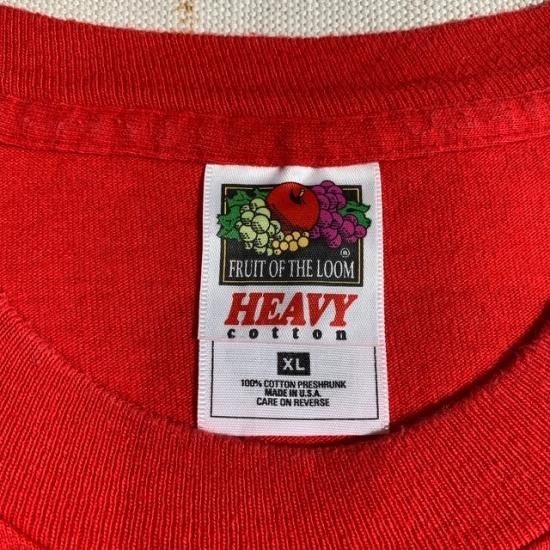 ®
FRUIT OF THE LOOM
HEAVY
cotton
XL
100% COTTON PRESHRUNK
MADE IN U.S.A.
CARE ON REVERSE